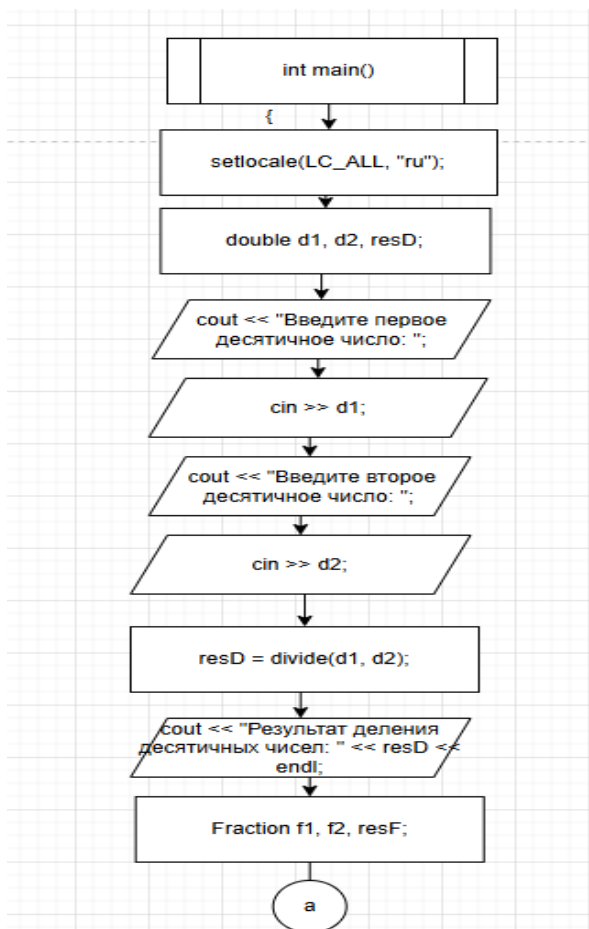 int main()
{
setlocale(LC_ALL, "ru");
double d1, d2, resD;
cout << "Введите первое
десятичное число: ";
cin >> d1;
cout << "Введите второе
десятичное число: ";
cin >> d2;
resD = divide(d1, d2);
cout << "Результат деления
десятичных чисел: " << resD <<
endl;
Fraction f1, f2, resF;
a